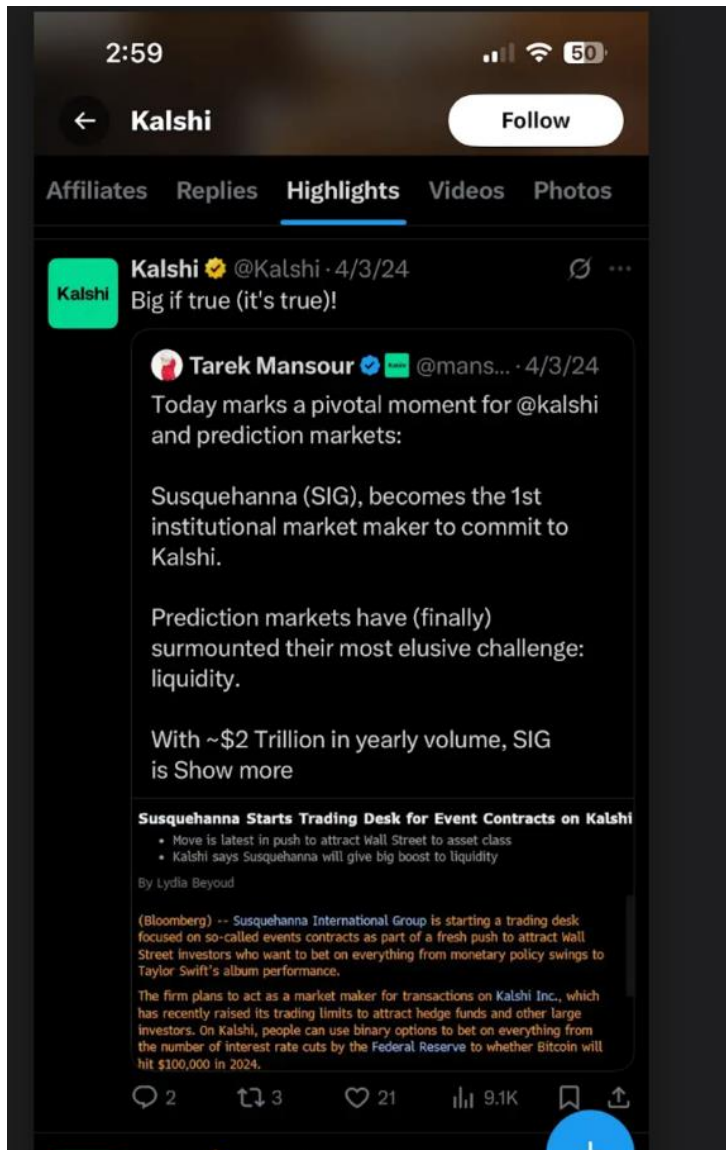 2:59
50
Kalshi
Follow
Affiliates Replies Highlights Videos Photos
Kalshi @Kalshi · 4/3/24
Kalshi
Big if true (it's true)!
Tarek Mansour @mans... · 4/3/24
Today marks a pivotal moment for @kalshi
and prediction markets:
Susquehanna (SIG), becomes the 1st
institutional market maker to commit to
Kalshi.
Prediction markets have (finally)
surmounted their most elusive challenge:
liquidity.
With ~$2 Trillion in yearly volume, SIG
is Show more
Susquehanna Starts Trading Desk for Event Contracts on Kalshi
• Move is latest in push to attract Wall Street to asset class
• Kalshi says Susquehanna will give big boost to liquidity
By Lydia Beyoud
(Bloomberg) -- Susquehanna International Group is starting a trading desk
focused on so-called events contracts as part of a fresh push to attract Wall
Street investors who want to bet on everything from monetary policy swings to
Taylor Swift's album performance.
The firm plans to act as a market maker for transactions on Kalshi Inc., which
has recently raised its trading limits to attract hedge funds and other large
investors. On Kalshi, people can use binary options to bet on everything from
the number of interest rate cuts by the Federal Reserve to whether Bitcoin will
hit $100,000 in 2024.
2 3 21 9.1K